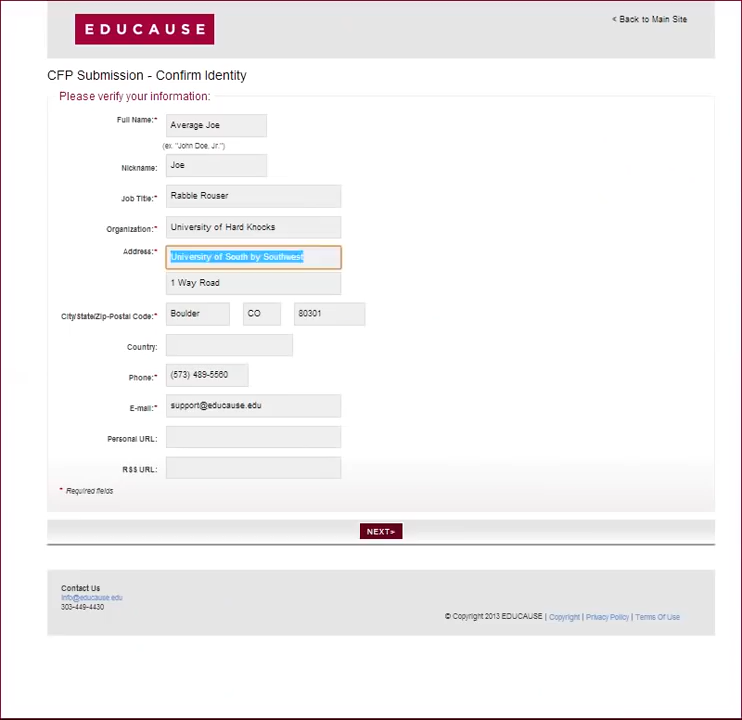 EDUCAUSE
< Back to Main Site
CFP Submission - Confirm Identity
Please verify your information:
Full Name:* Average Joe
(ex. "John Doe, Jr.")
Nickname: Joe
Job Title:* Rabble Rouser
Organization:* University of Hard Knocks
Address:* University of South by Southwest
1 Way Road
City/State/Zip-Postal Code:* Boulder CO 80301
Country:
Phone:* (573) 489-5560
E-mail:* support@educause.edu
Personal URL:
RSS URL:
* Required fields
NEXT>
Contact Us
info@educause.edu
303-449-4430
© Copyright 2013 EDUCAUSE | Copyright | Privacy Policy | Terms Of Use